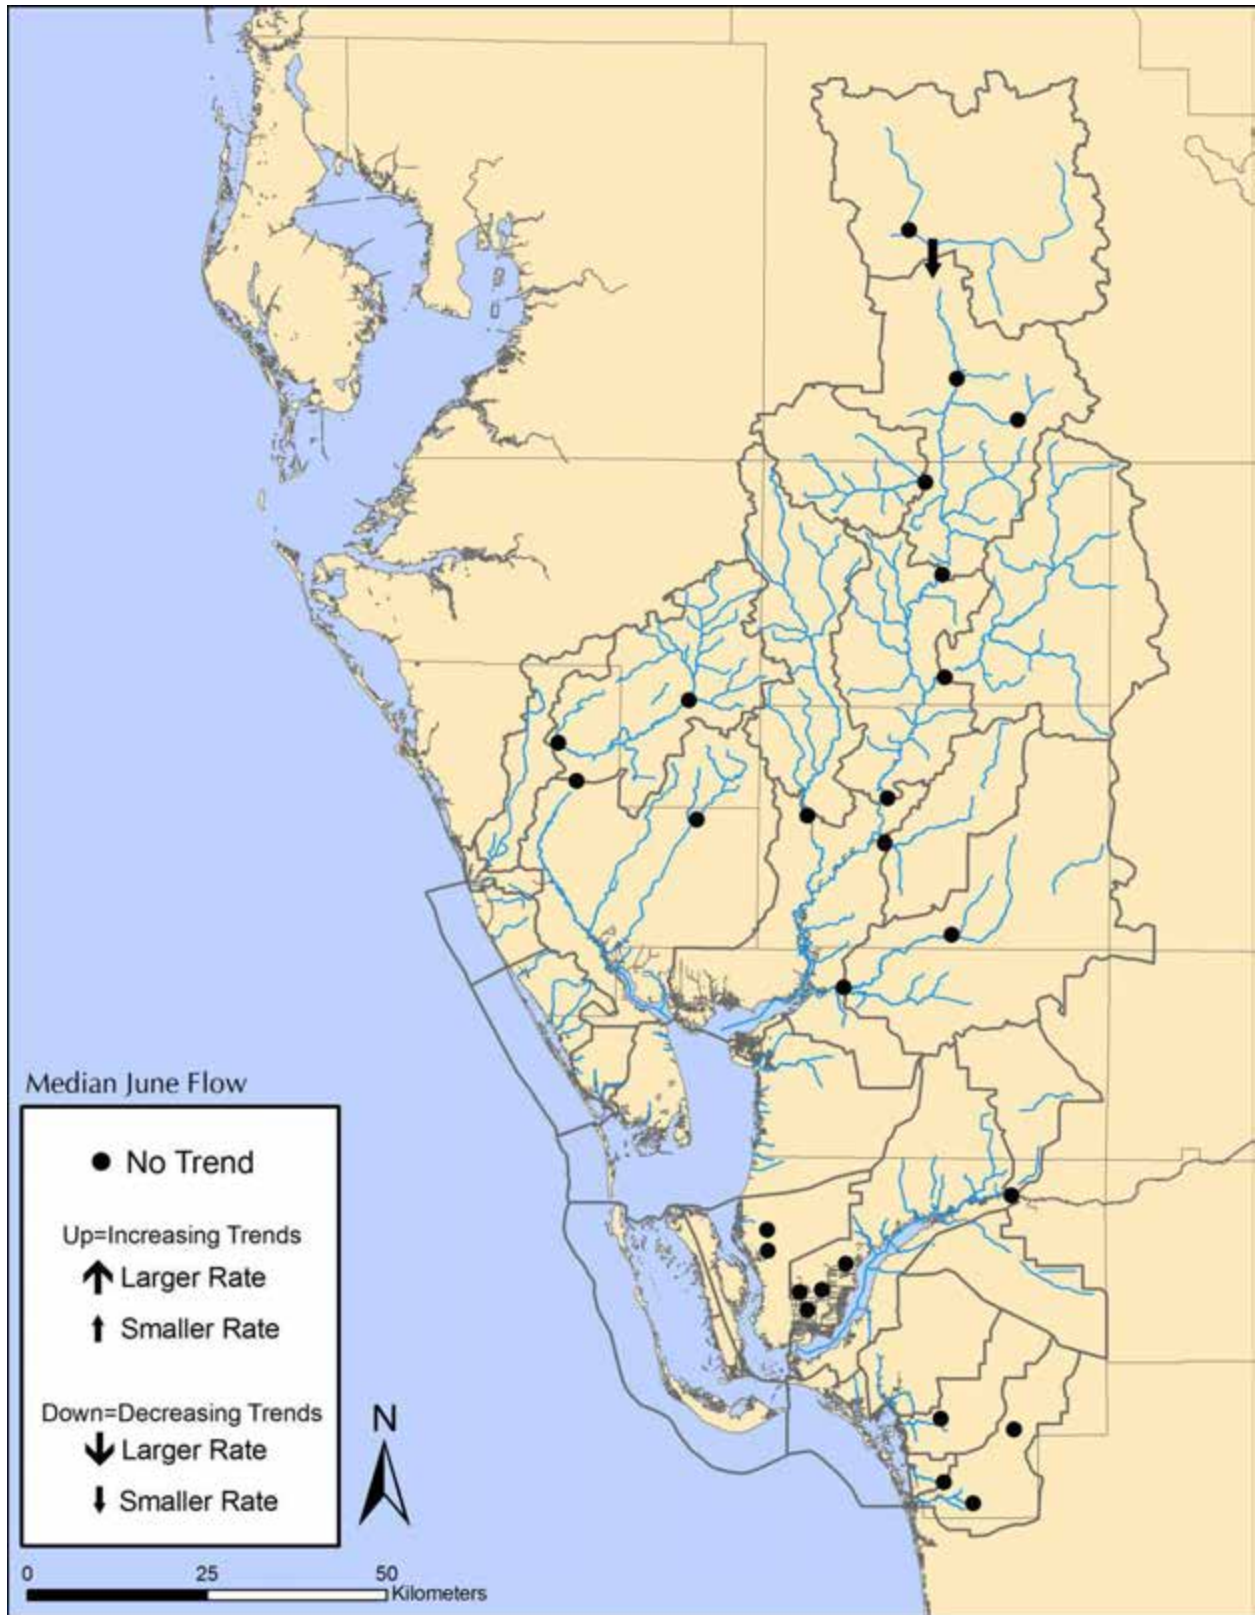 Median June Flow
No Trend
Up=Increasing Trends
Larger Rate
Smaller Rate
Down=Decreasing Trends
Larger Rate
Smaller Rate
N
0 25 50
Kilometers